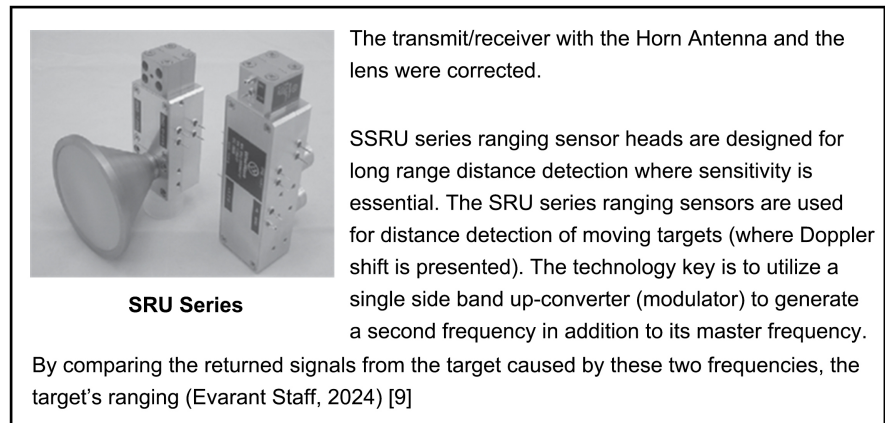 The transmit/receiver with the Horn Antenna and the
lens were corrected.
SSRU series ranging sensor heads are designed for
long range distance detection where sensitivity is
essential. The SRU series ranging sensors are used
for distance detection of moving targets (where Doppler
shift is presented). The technology key is to utilize a
single side band up-converter (modulator) to generate
a second frequency in addition to its master frequency.
SRU Series
By comparing the returned signals from the target caused by these two frequencies, the
target's ranging (Evarant Staff, 2024) [9]